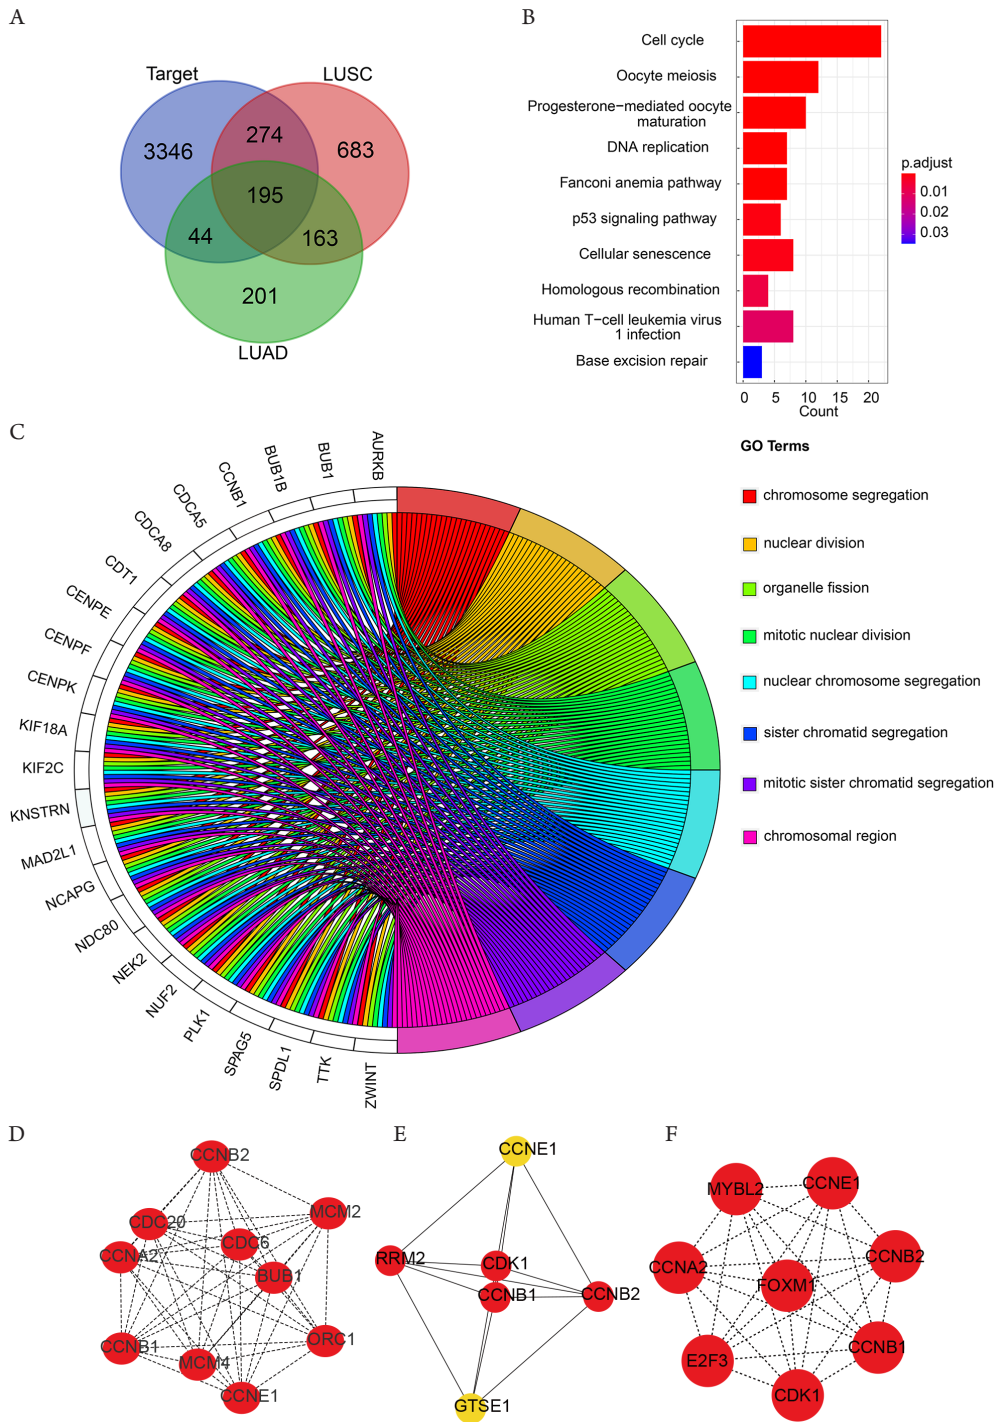 A
Target
LUSC
3346
274
683
195
44
163
201
LUAD
B
Cell cycle
Oocyte meiosis
Progesterone−mediated oocyte
maturation
DNA replication
Fanconi anemia pathway
p53 signaling pathway
Cellular senescence
Homologous recombination
Human T−cell leukemia virus
1 infection
Base excision repair
0 5 10 15 20
Count
p.adjust
0.01
0.02
0.03
C
AURKB
BUB1
BUB1B
CCNB1
CDCA5
CDCA8
CDT1
CENPE
CENPF
CENPK
KIF18A
KIF2C
KNSTRN
MAD2L1
NCAPG
NDC80
NEK2
NUF2
PLK1
SPAG5
SPDL1
TTK
ZWINT
GO Terms
chromosome segregation
nuclear division
organelle fission
mitotic nuclear division
nuclear chromosome segregation
sister chromatid segregation
mitotic sister chromatid segregation
chromosomal region
D
CCNB2
MCM2
CDC20
CDC6
CCNA2
BUB1
ORC1
CCNB1
MCM4
CCNE1
E
CCNE1
RRM2
CDK1
CCNB1
CCNB2
GTSE1
F
MYBL2
CCNE1
CCNA2
CCNB2
FOXM1
E2F3
CCNB1
CDK1